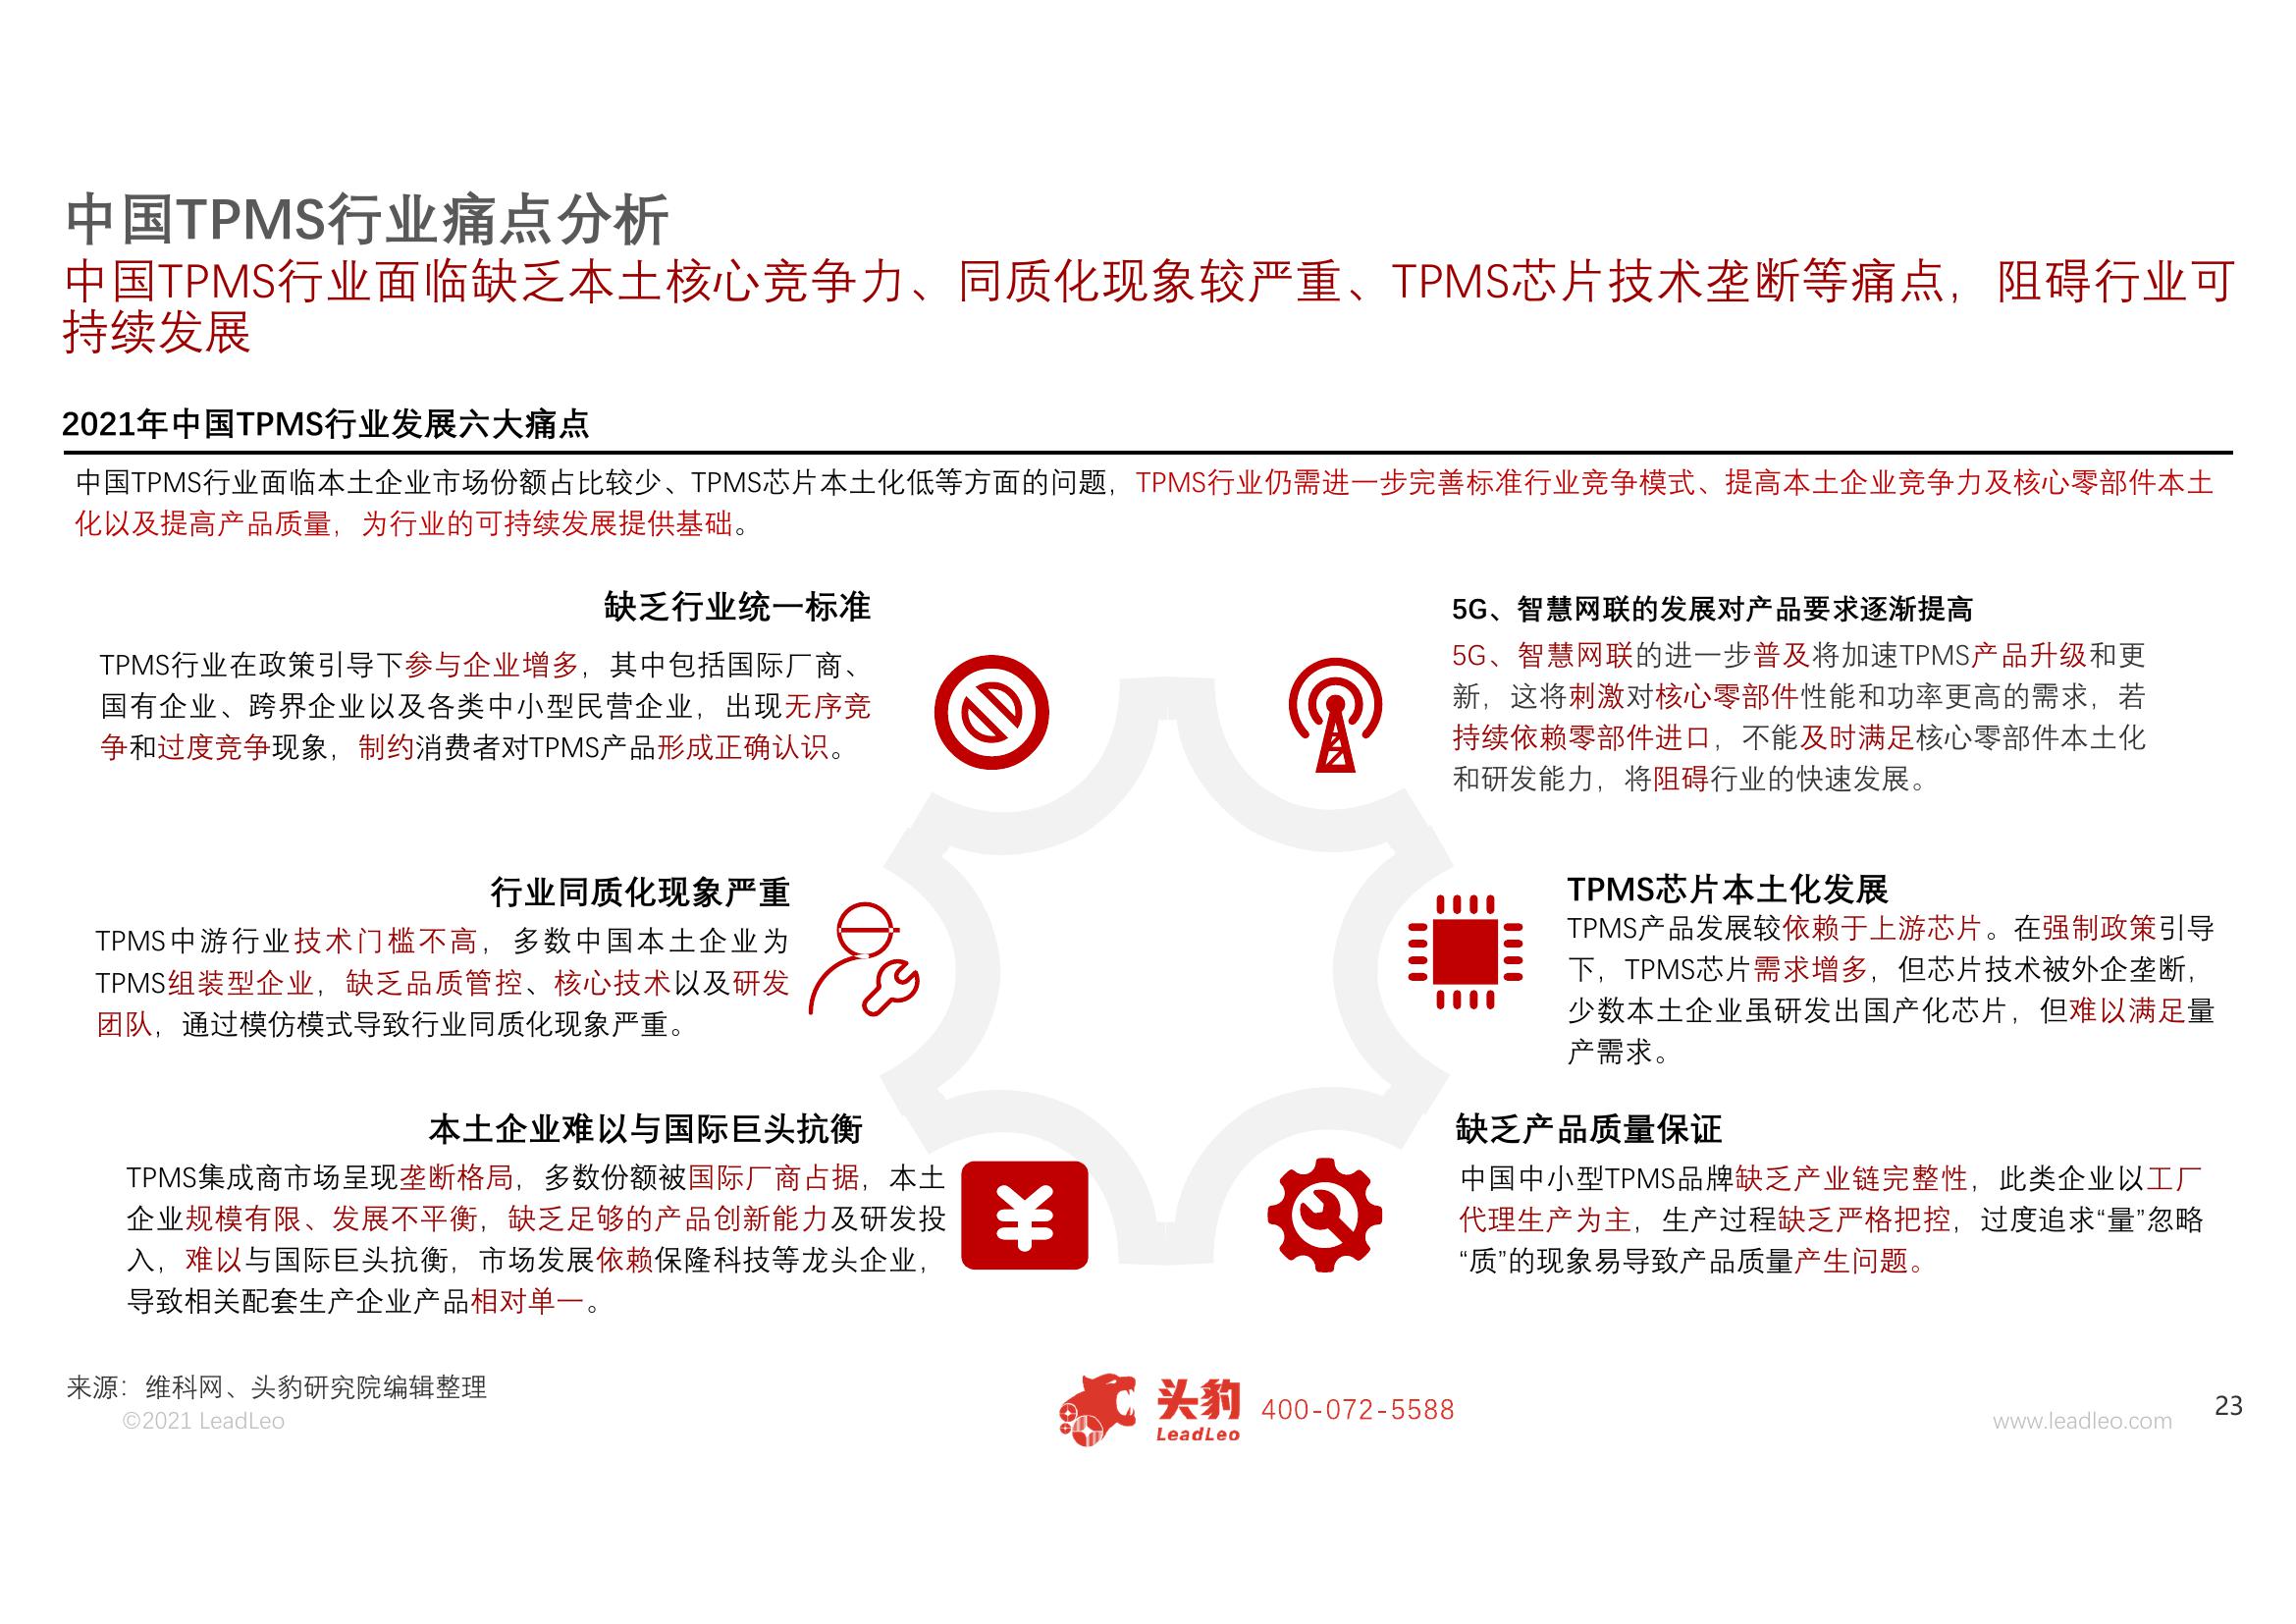 中国TPMS行业痛点分析
中国TPMS行业面临缺乏本土核心竞争力、同质化现象较严重、TPMS芯片技术垄断等痛点，阻碍行业可
持续发展
2021年中国TPMS行业发展六大痛点
中国TPMS行业面临本土企业市场份额占比较少、TPMS芯片本土化低等方面的问题，TPMS行业仍需进一步完善标准行业竞争模式、提高本土企业竞争力及核心零部件本土
化以及提高产品质量，为行业的可持续发展提供基础。
缺乏行业统一标准
TPMS行业在政策引导下参与企业增多，其中包括国际厂商、
国有企业、跨界企业以及各类中小型民营企业，出现无序竞
争和过度竞争现象，制约消费者对TPMS产品形成正确认识。
5G、智慧网联的发展对产品要求逐渐提高
5G、智慧网联的进一步普及将加速TPMS产品升级和更
新，这将刺激对核心零部件性能和功率更高的需求，若
持续依赖零部件进口，不能及时满足核心零部件本土化
和研发能力，将阻碍行业的快速发展。
行业同质化现象严重
TPMS中游行业技术门槛不高，多数中国本土企业为
TPMS组装型企业，缺乏品质管控、核心技术以及研发
团队，通过模仿模式导致行业同质化现象严重。
TPMS芯片本土化发展
TPMS产品发展较依赖于上游芯片。在强制政策引导
下，TPMS芯片需求增多，但芯片技术被外企垄断，
少数本土企业虽研发出国产化芯片，但难以满足量
产需求。
本土企业难以与国际巨头抗衡
TPMS集成商市场呈现垄断格局，多数份额被国际厂商占据，本土
企业规模有限、发展不平衡，缺乏足够的产品创新能力及研发投
入，难以与国际巨头抗衡，市场发展依赖保隆科技等龙头企业，
导致相关配套生产企业产品相对单一。
缺乏产品质量保证
中国中小型TPMS品牌缺乏产业链完整性，此类企业以工厂
代理生产为主，生产过程缺乏严格把控，过度追求“量”忽略
“质”的现象易导致产品质量产生问题。
来源：维科网、头豹研究院编辑整理
©2021 LeadLeo
头豹
LeadLeo
400-072-5588
www.leadleo.com
23